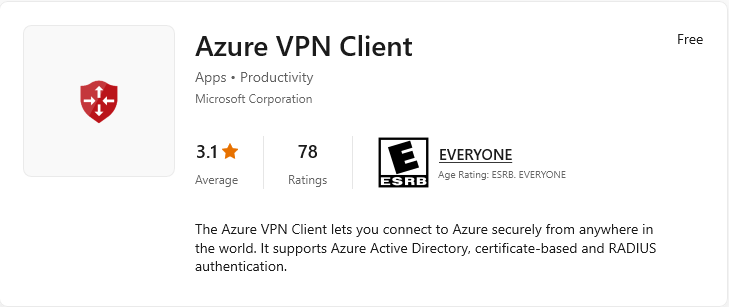 Azure VPN Client
Free
Apps • Productivity
Microsoft Corporation
3.1
78
E
ESRB
EVERYONE
Average
Ratings
Age Rating: ESRB. EVERYONE
The Azure VPN Client lets you connect to Azure securely from anywhere in
the world. It supports Azure Active Directory, certificate-based and RADIUS
authentication.